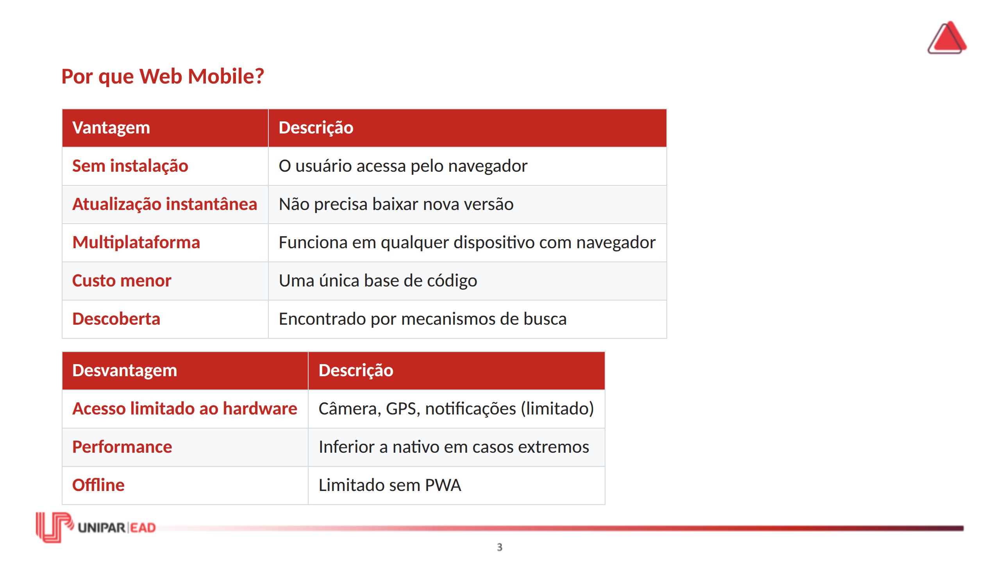 Por que Web Mobile?
Vantagem Descrição
Sem instalação O usuário acessa pelo navegador
Atualização instantânea Não precisa baixar nova versão
Multiplataforma Funciona em qualquer dispositivo com navegador
Custo menor Uma única base de código
Descoberta Encontrado por mecanismos de busca
Desvantagem Descrição
Acesso limitado ao hardware Câmera, GPS, notificações (limitado)
Performance Inferior a nativo em casos extremos
Offline Limitado sem PWA
UNIPAR|EAD
3